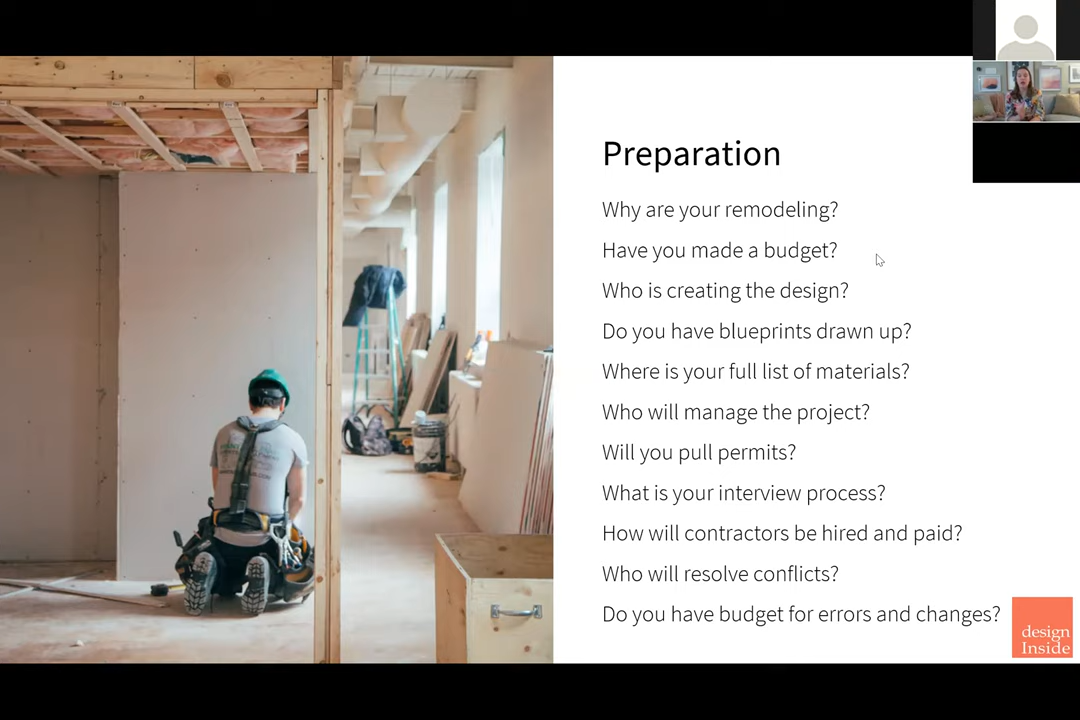 Preparation
Why are your remodeling?
Have you made a budget?
Who is creating the design?
Do you have blueprints drawn up?
Where is your full list of materials?
Who will manage the project?
Will you pull permits?
What is your interview process?
How will contractors be hired and paid?
Who will resolve conflicts?
Do you have budget for errors and changes?
design
Inside